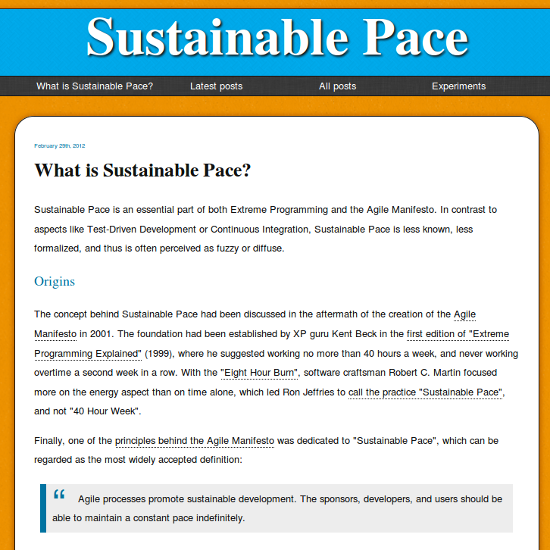 Sustainable Pace
What is Sustainable Pace? Latest posts All posts Experiments
February 29th, 2012
What is Sustainable Pace?
Sustainable Pace is an essential part of both Extreme Programming and the Agile Manifesto. In contrast to
aspects like Test-Driven Development or Continuous Integration, Sustainable Pace is less known, less
formalized, and thus is often perceived as fuzzy or diffuse.
Origins
The concept behind Sustainable Pace had been discussed in the aftermath of the creation of the Agile
Manifesto in 2001. The foundation had been established by XP guru Kent Beck in the first edition of "Extreme
Programming Explained" (1999), where he suggested working no more than 40 hours a week, and never working
overtime a second week in a row. With the "Eight Hour Burn", software craftsman Robert C. Martin focused
more on the energy aspect than on time alone, which led Ron Jeffries to call the practice "Sustainable Pace",
and not "40 Hour Week".
Finally, one of the principles behind the Agile Manifesto was dedicated to "Sustainable Pace", which can be
regarded as the most widely accepted definition:
“ Agile processes promote sustainable development. The sponsors, developers, and users should be
able to maintain a constant pace indefinitely.